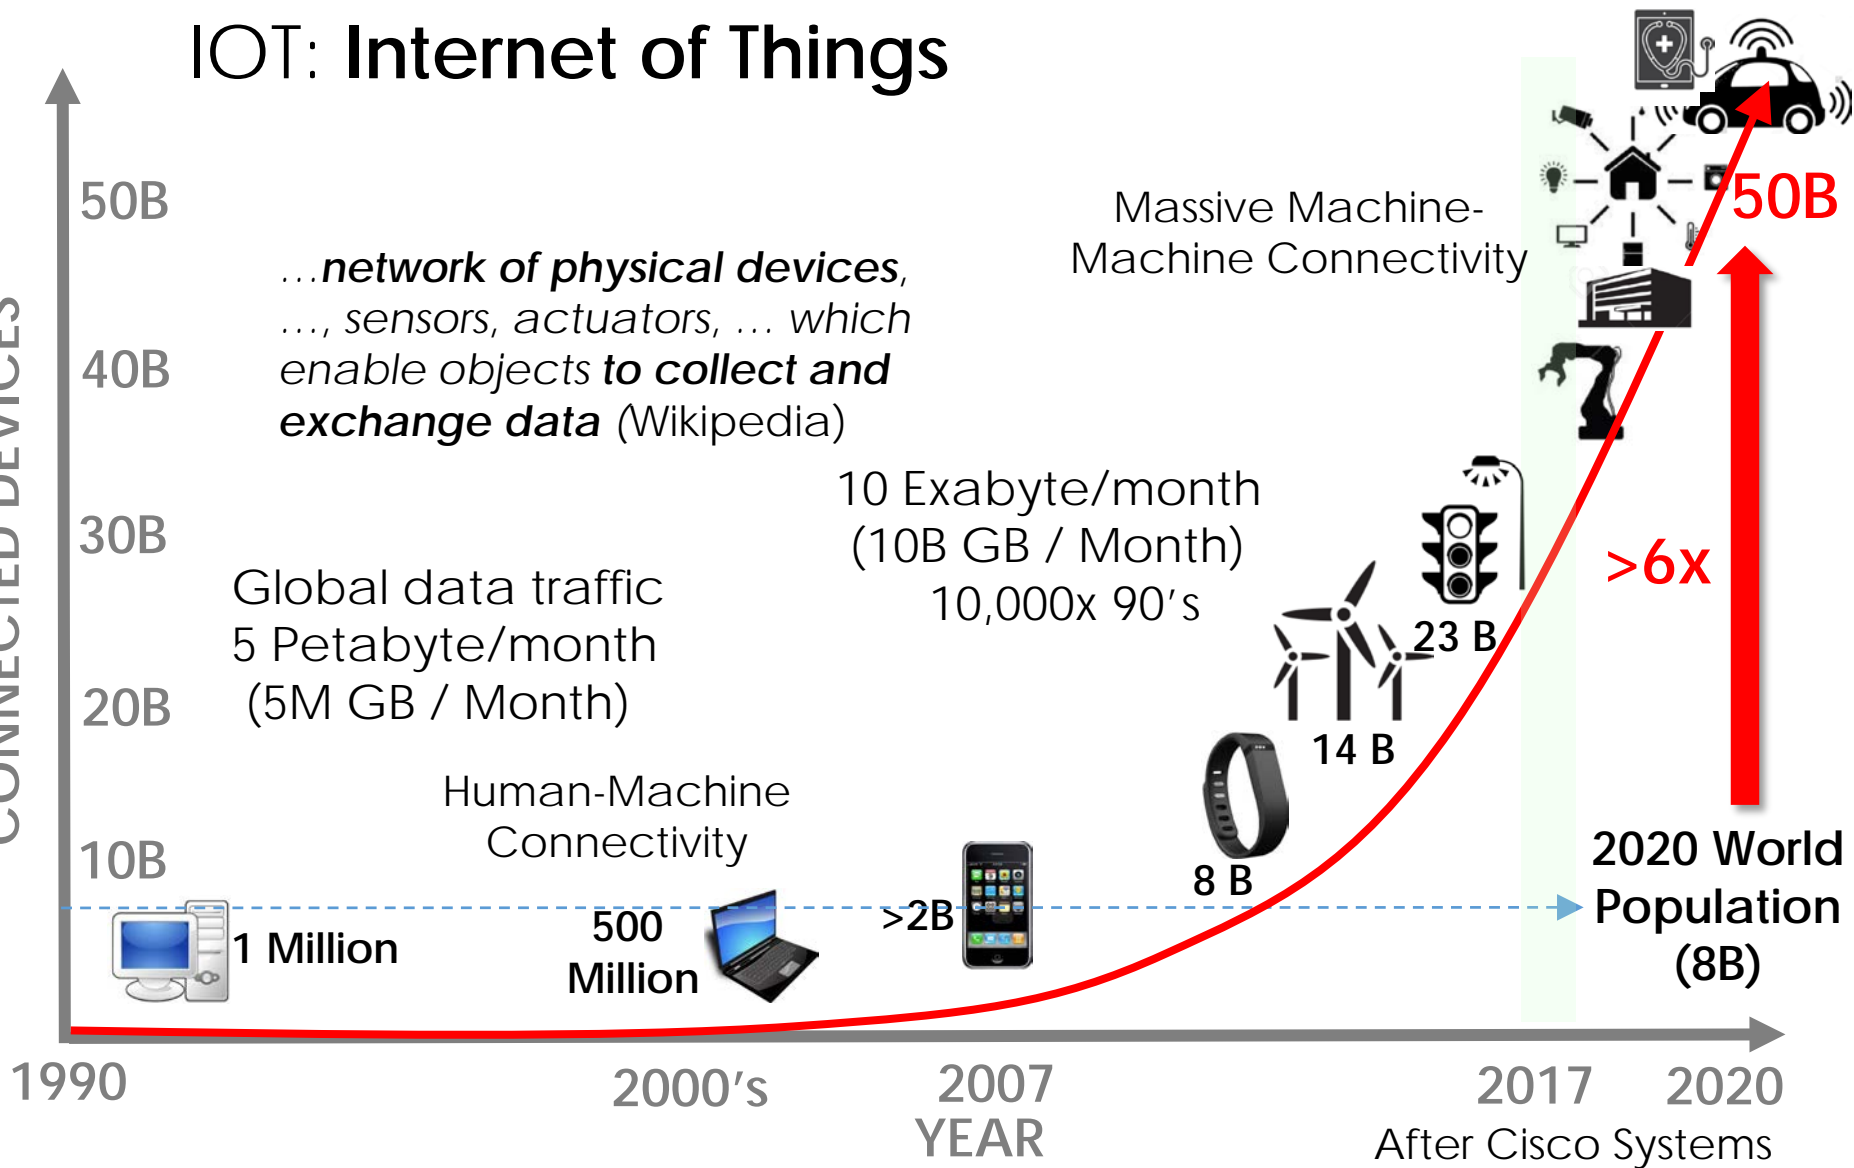 IOT: Internet of Things
CONNECTED DEVICES
50B
40B
30B
20B
10B
...network of physical devices,
..., sensors, actuators, ... which
enable objects to collect and
exchange data (Wikipedia)
Massive Machine-
Machine Connectivity
50B
10 Exabyte/month
(10B GB / Month)
10,000x 90's
Global data traffic
5 Petabyte/month
(5M GB / Month)
>6x
23 B
14 B
Human-Machine
Connectivity
8 B
>2B
500
Million
1 Million
2020 World
Population
(8B)
1990
2000's
2007
2017
2020
YEAR
After Cisco Systems